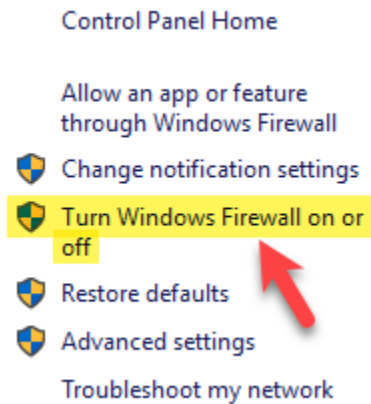 Control Panel Home
Allow an app or feature
through Windows Firewall
Change notification settings
Turn Windows Firewall on or
off
Restore defaults
Advanced settings
Troubleshoot my network